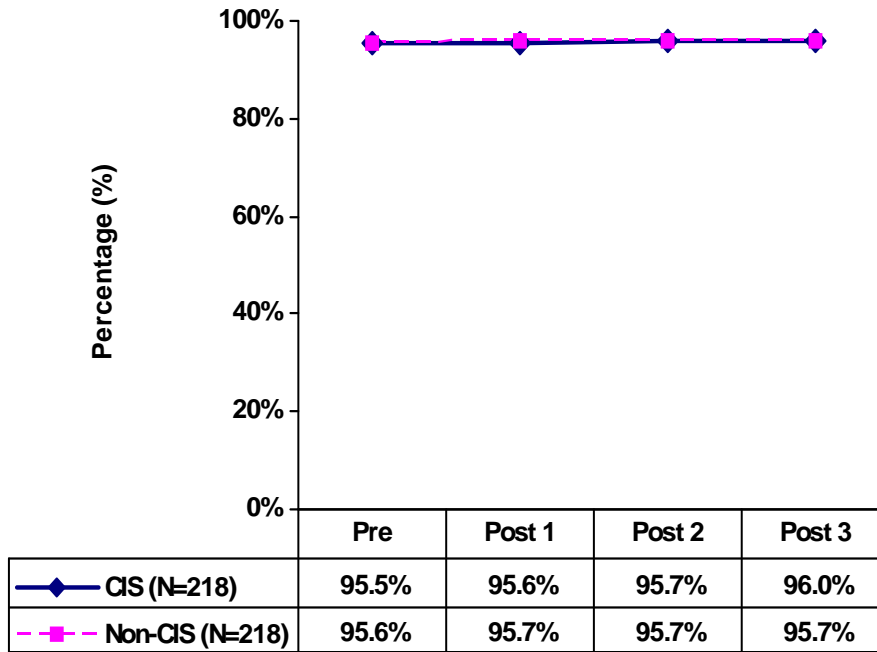 100%
80%
60%
40%
20%
0%
Percentage (%)
Pre Post 1 Post 2 Post 3
CIS (N=218) 95.5% 95.6% 95.7% 96.0%
Non-CIS (N=218) 95.6% 95.7% 95.7% 95.7%